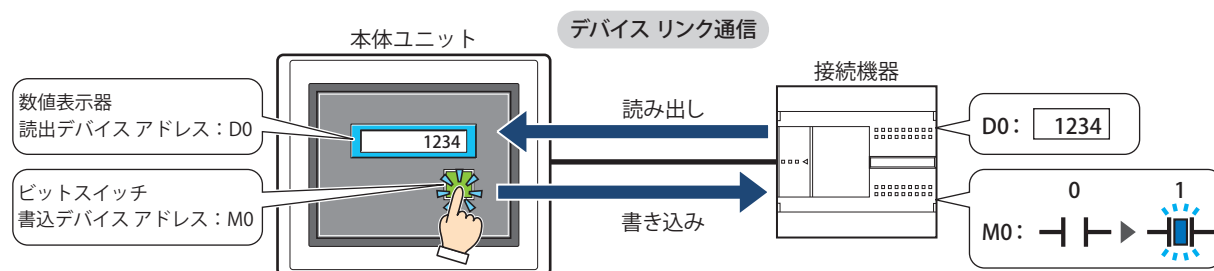 デバイス リンク通信
本体ユニット
接続機器
数値表示器
読出デバイス アドレス：D0
1234
読み出し
D0：
1234
ビットスイッチ
書込デバイス アドレス：M0
書き込み
0
1
M0：